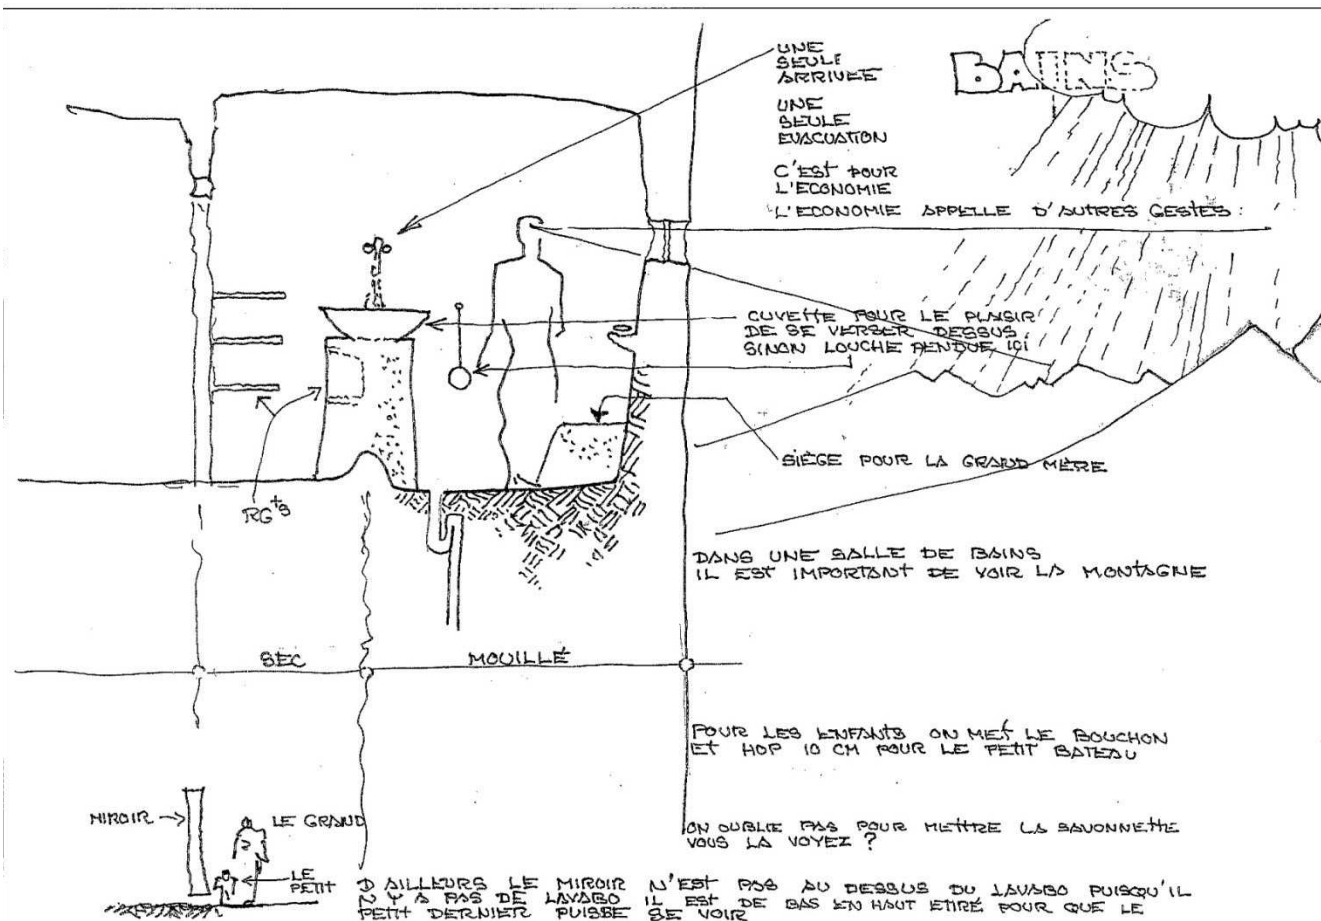 BAINS
UNE
SEULE
ARRIVEE
UNE
SEULE
EVACUATION
C'EST POUR
L'ECONOMIE
L'ECONOMIE APPELLE D'AUTRES GESTES :
CUVETTE POUR LE PLAISIR
DE SE VERSER DESSUS
SINON LOUCHE PENDUE ICI
SIÈGE POUR LA GRAND MÈRE
RGTS
DANS UNE SALLE DE BAINS
IL EST IMPORTANT DE VOIR LA MONTAGNE
SEC
MOUILLÉ
POUR LES ENFANTS ON MET LE BOUCHON
ET HOP 10 CM POUR LE PETIT BATEAU
MIROIR
LE GRAND
LE
PETIT
ON OUBLIE PAS POUR METTRE LA SAVONNETTE
VOUS LA VOYEZ ?
D AILLEURS LE MIROIR N'EST PAS AU DESSUS DU LAVABO PUISQU'IL
N Y A PAS DE LAVABO IL EST DE BAS EN HAUT ETIRÉ POUR QUE LE
PETIT DERNIER PUISSE SE VOIR